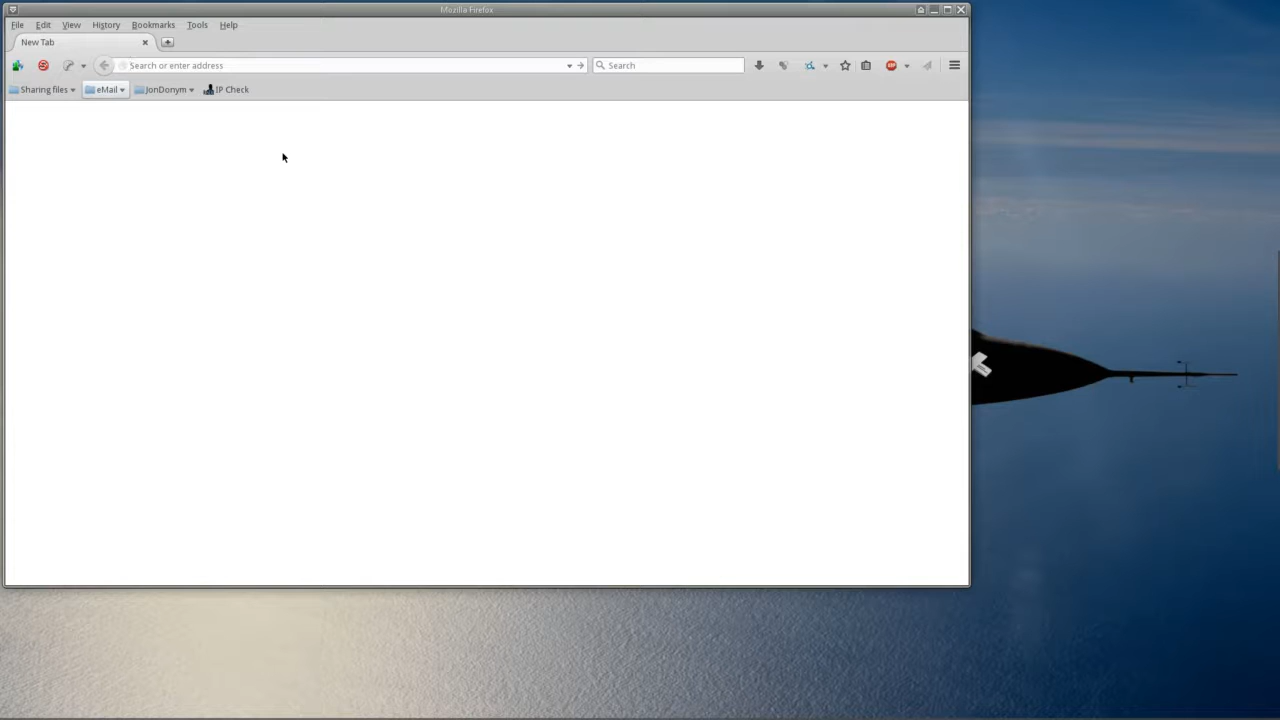 Mozilla Firefox
File Edit View History Bookmarks Tools Help
New Tab
Search or enter address Search
Sharing files eMail JonDonym IP Check